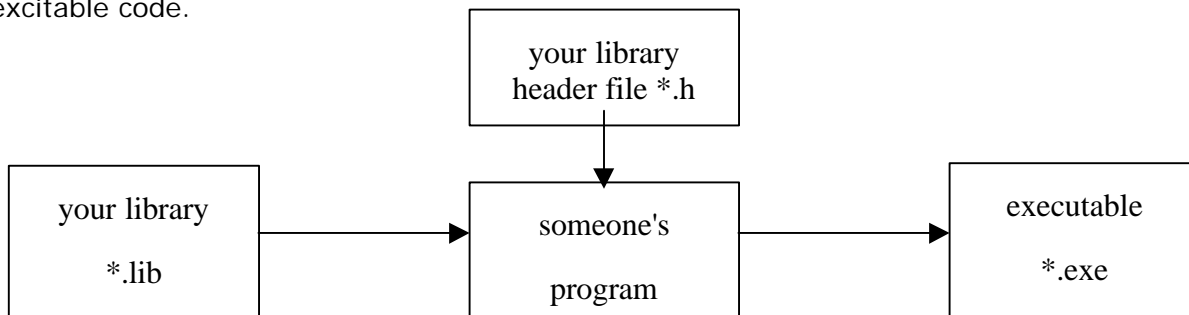 excitable code.
your library
header file *.h
your library
*.lib
someone's
program
executable
*.exe